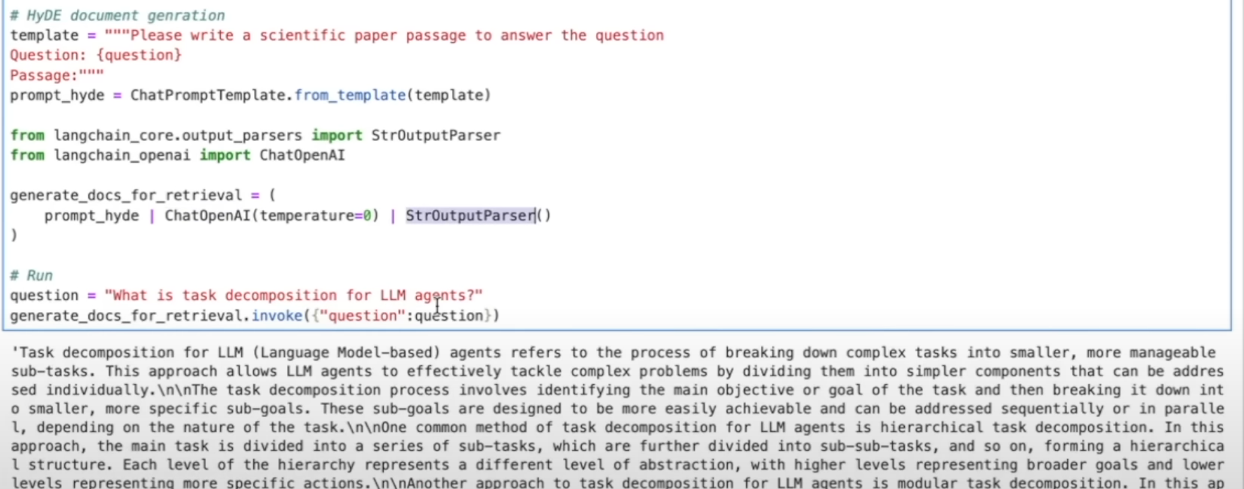 # HyDE document genration
template = """Please write a scientific paper passage to answer the question
Question: {question}
Passage:"""
prompt_hyde = ChatPromptTemplate.from_template(template)
from langchain_core.output_parsers import StrOutputParser
from langchain_openai import ChatOpenAI
generate_docs_for_retrieval = (
    prompt_hyde | ChatOpenAI(temperature=0) | StrOutputParser()
)
# Run
question = "What is task decomposition for LLM agents?"
generate_docs_for_retrieval.invoke({"question":question})
'Task decomposition for LLM (Language Model-based) agents refers to the process of breaking down complex tasks into smaller, more manageable
sub-tasks. This approach allows LLM agents to effectively tackle complex problems by dividing them into simpler components that can be addres
sed individually.\n\nThe task decomposition process involves identifying the main objective or goal of the task and then breaking it down int
o smaller, more specific sub-goals. These sub-goals are designed to be more easily achievable and can be addressed sequentially or in paralle
l, depending on the nature of the task.\n\nOne common method of task decomposition for LLM agents is hierarchical task decomposition. In this
approach, the main task is divided into a series of sub-tasks, which are further divided into sub-sub-tasks, and so on, forming a hierarchica
l structure. Each level of the hierarchy represents a different level of abstraction, with higher levels representing broader goals and lower
levels representing more specific actions.\n\nAnother approach to task decomposition for LLM agents is modular task decomposition. In this ap